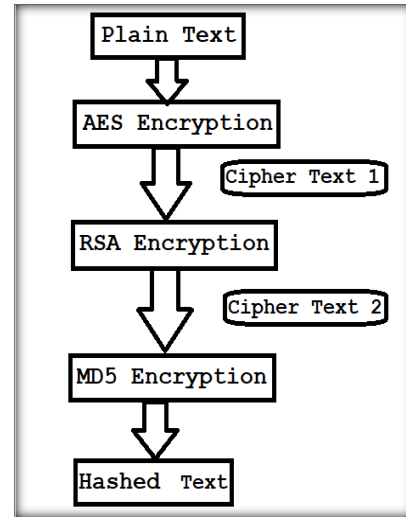 Plain Text
AES Encryption
Cipher Text 1
RSA Encryption
Cipher Text 2
MD5 Encryption
Hashed Text